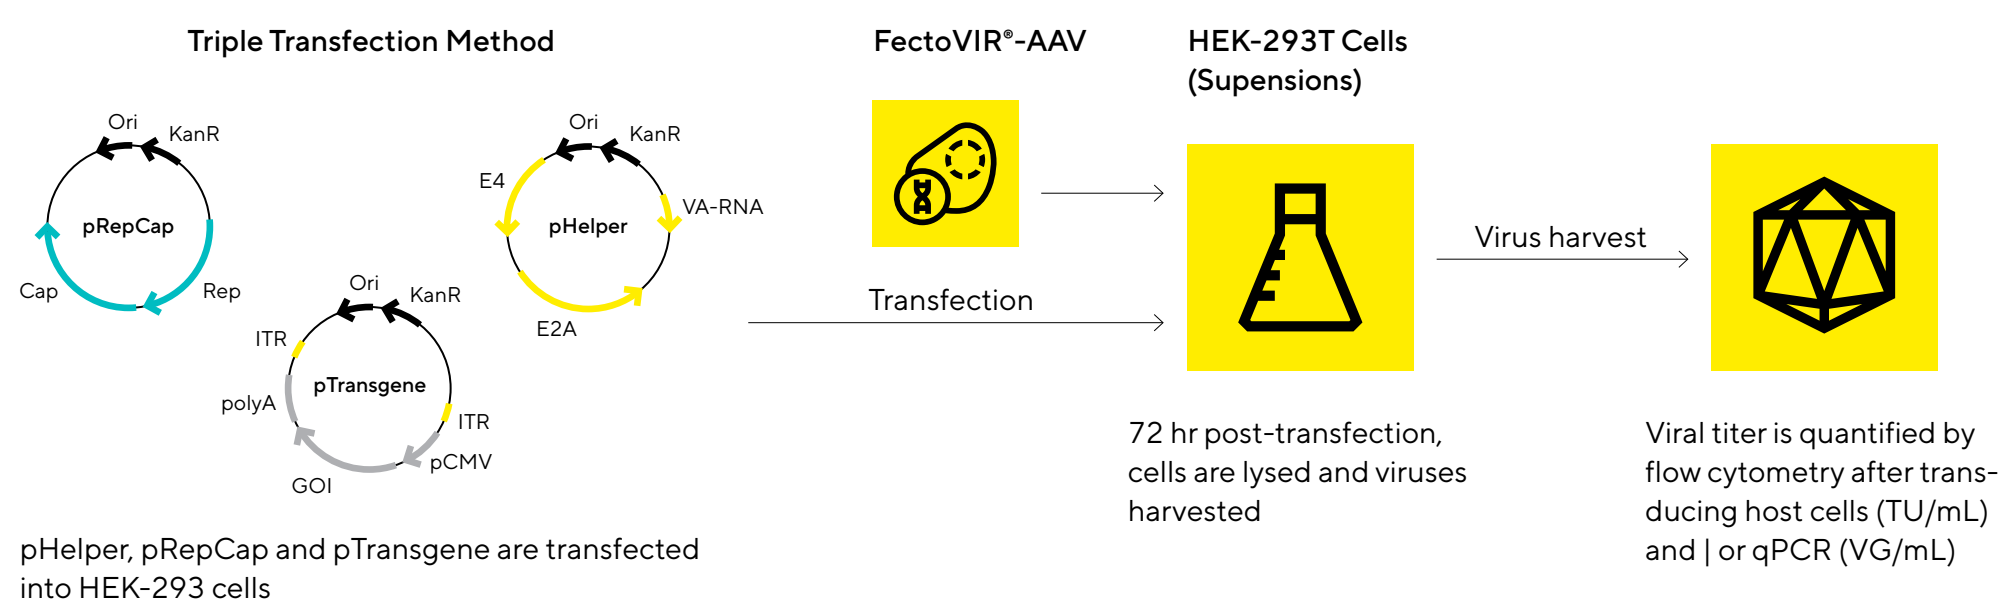 Triple Transfection Method
FectoVIR®-AAV
HEK-293T Cells
(Supensions)
Ori
KanR
pRepCap
Cap
Rep
Ori
KanR
E4
VA-RNA
pHelper
E2A
Ori
KanR
ITR
pTransgene
polyA
ITR
pCMV
GOI
Transfection
Virus harvest
pHelper, pRepCap and pTransgene are transfected
into HEK-293 cells
72 hr post-transfection,
cells are lysed and viruses
harvested
Viral titer is quantified by
flow cytometry after trans-
ducing host cells (TU/mL)
and | or qPCR (VG/mL)